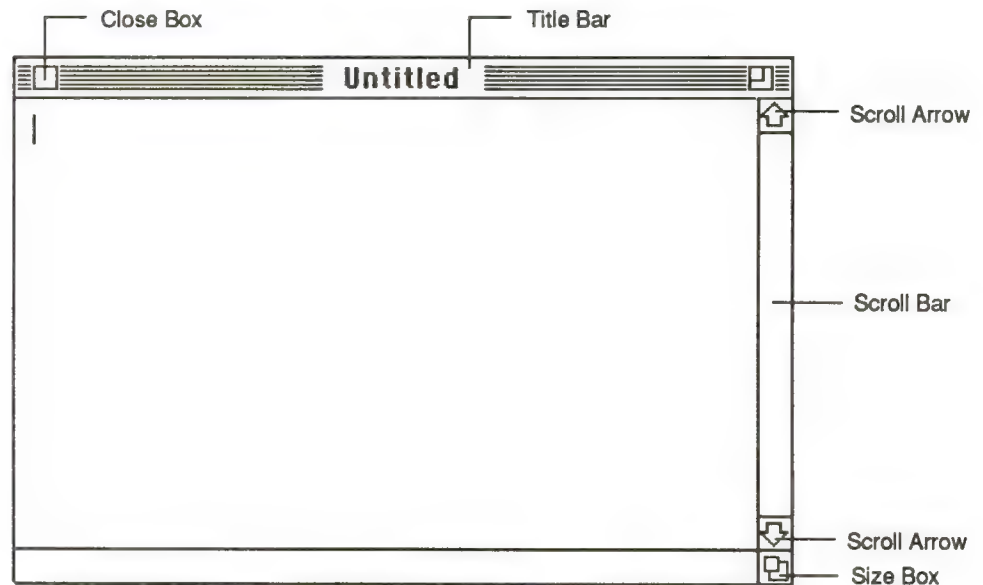 Close Box
Title Bar
Untitled
Scroll Arrow
Scroll Bar
Scroll Arrow
Size Box